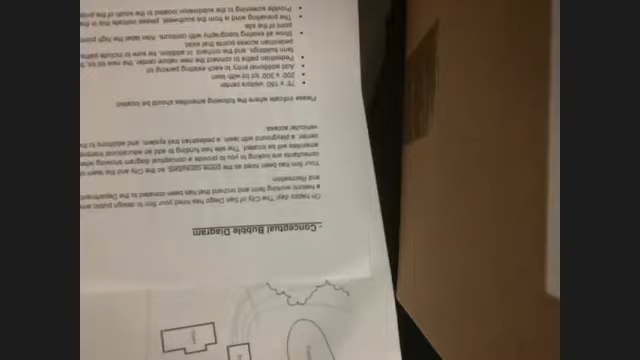 - Conceptual Bubble Diagram
Oh happy day! The City of San Diego has hired your firm to design public
a historic working farm and orchard that has been donated to the Department
and Recreation
Your firm has been hired as the prime consultant, so the City and the team
consultants are looking to you to provide a conceptual diagram showing
amenities will be located. The site has funding to add an educational
center, a playground with lawn, a pedestrian trail system, and additions to the
vehicular access.
Please indicate where the following amenities should be located
• 75' x 150' visitors center
• 200' x 300' tot lot with lawn
• Add additional entry to each existing parking lot
• Pedestrian paths to connect the new nature center, the new tot lot,
farm buildings, and the orchard. In addition, be sure to include
pedestrian access points that exist
• Show all existing topography with contours. Also label the high point
point of the site
• The prevailing wind is from the southwest, please indicate this in the
• Provide screening to the subdivision located to the south of the